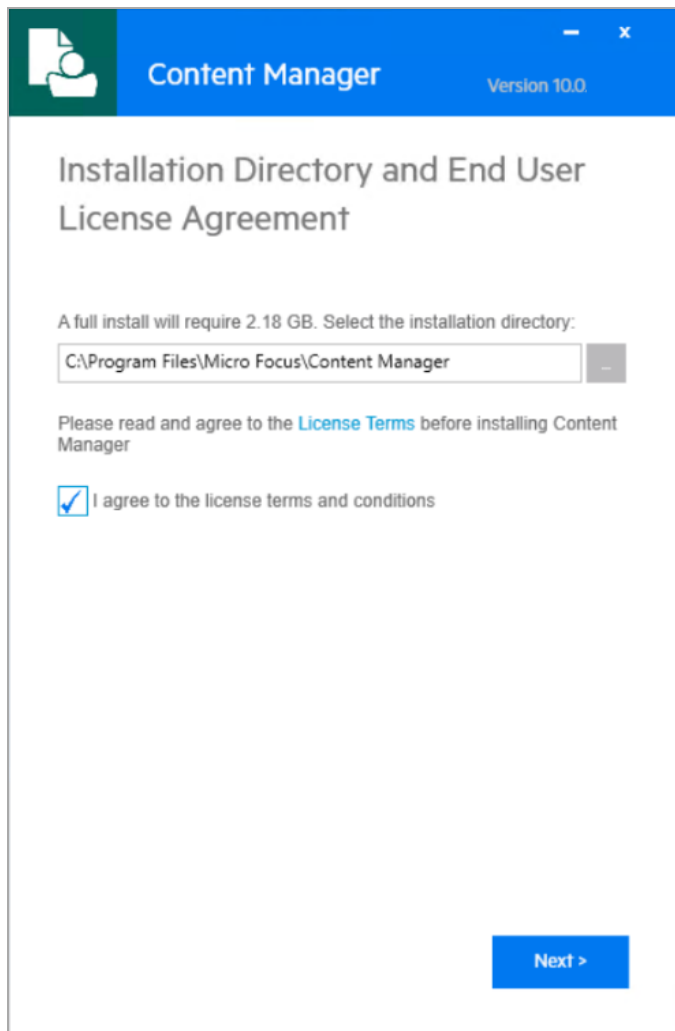 x
Content Manager
Version 10.0.
Installation Directory and End User
License Agreement
A full install will require 2.18 GB. Select the installation directory:
C:\Program Files\Micro Focus\Content Manager
...
Please read and agree to the License Terms before installing Content
Manager
I agree to the license terms and conditions
Next >